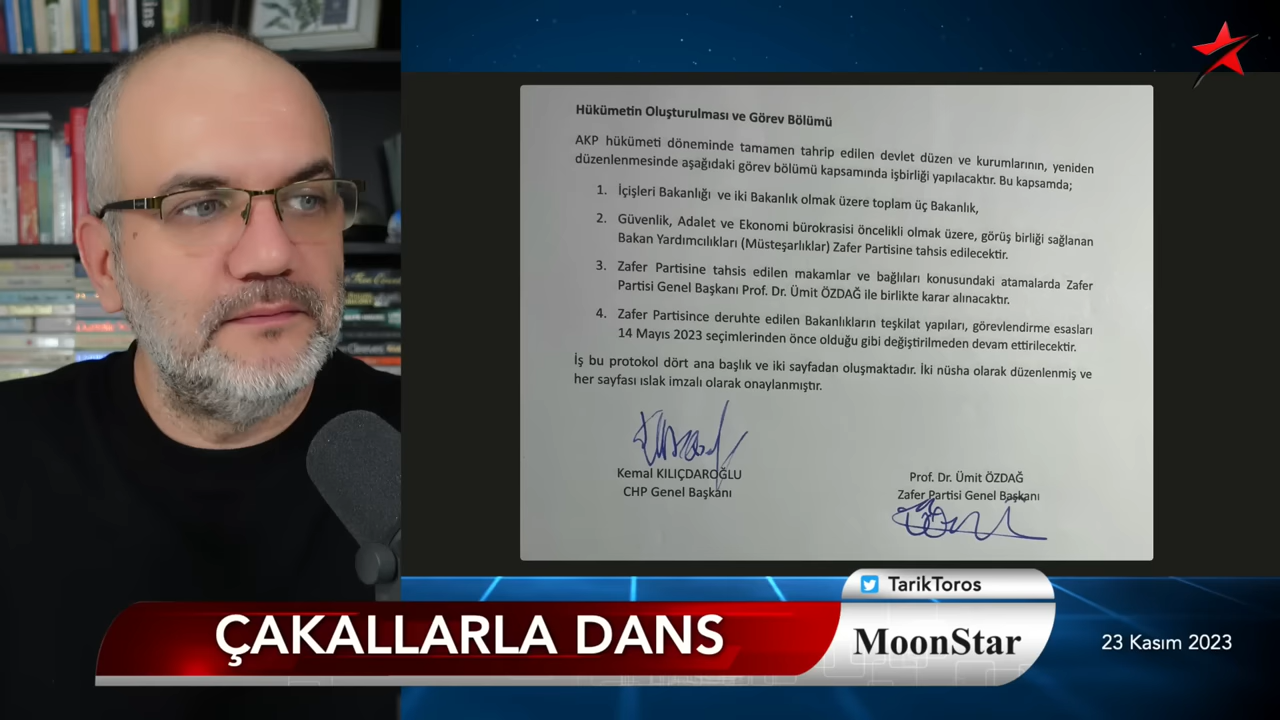 Hükümetin Oluşturulması ve Görev Bölümü
AKP hükümeti döneminde tamamen tahrip edilen devlet düzen ve kurumlarının, yeniden
düzenlenmesinde aşağıdaki görev bölümü kapsamında işbirliği yapılacaktır. Bu kapsamda;
1. İçişleri Bakanlığı ve iki Bakanlık olmak üzere toplam üç Bakanlık,
2. Güvenlik, Adalet ve Ekonomi bürokrasisi öncelikli olmak üzere, görüş birliği sağlanan
Bakan Yardımcılıkları (Müsteşarlıklar) Zafer Partisine tahsis edilecektir.
3. Zafer Partisine tahsis edilen makamlar ve bağlıları konusundaki atamalarda Zafer
Partisi Genel Başkanı Prof. Dr. Ümit ÖZDAĞ ile birlikte karar alınacaktır.
4. Zafer Partisince deruhte edilen Bakanlıkların teşkilat yapıları, görevlendirme esasları
14 Mayıs 2023 seçimlerinden önce olduğu gibi değiştirilmeden devam ettirilecektir.
İş bu protokol dört ana başlık ve iki sayfadan oluşmaktadır. İki nüsha olarak düzenlenmiş ve
her sayfası ıslak imzalı olarak onaylanmıştır.
Kemal KILIÇDAROĞLU
CHP Genel Başkanı
Prof. Dr. Ümit ÖZDAĞ
Zafer Partisi Genel Başkanı
TarikToros
ÇAKALLARLA DANS
MoonStar
23 Kasım 2023